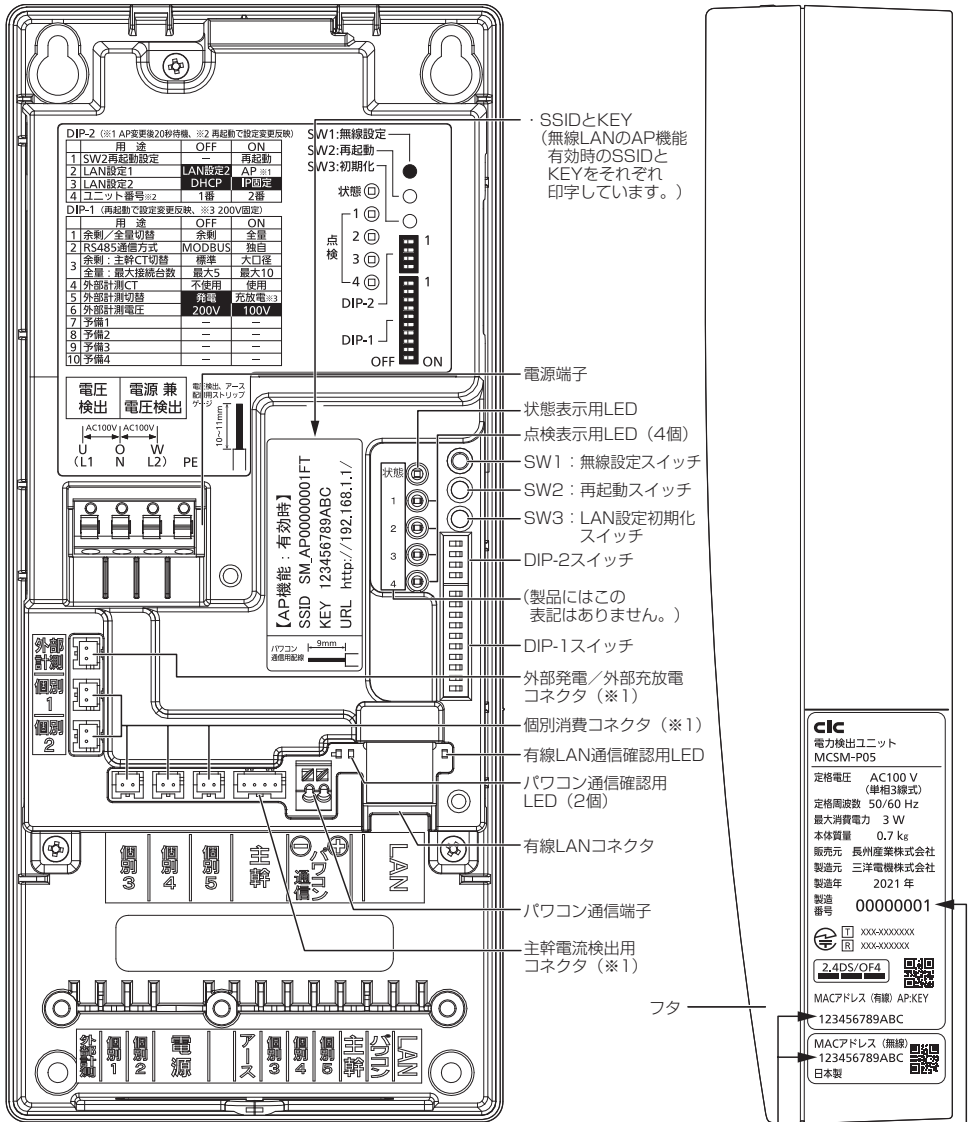 DIP-2（※1 AP変更後20秒待機、※2 再起動で設定変更反映）
用 途 OFF ON
1 SW2再起動設定 － 再起動
2 LAN設定1 LAN設定2 AP ※1
3 LAN設定2 DHCP IP固定
4 ユニット番号※2 1番 2番
DIP-1（再起動で設定変更反映、※3 200V固定）
用 途 OFF ON
1 余剰／全量切替 余剰 全量
2 RS485通信方式 MODBUS 独自
3 余剰：主幹CT切替 標準 大口径
全量：最大接続台数 最大5 最大10
4 外部計測CT 不使用 使用
5 外部計測切替 発電 充放電※3
6 外部計測電圧 200V 100V
7 予備1 － －
8 予備2 － －
9 予備3 － －
10 予備4 － －
SW1:無線設定
SW2:再起動
SW3:初期化
状態
点検
1
2
3
4
1
1
DIP-2
DIP-1
OFF ON
電圧検出
電源 兼 電圧検出
電圧検出、アース
配線用ストリップ
ゲージ
10～11mm
AC100V AC100V
U O W
(L1 N L2) PE
【AP機能：有効時】
SSID SM_AP00000001FT
KEY 123456789ABC
URL http://192.168.1.1/
パワコン
通信用配線
9mm
状態
1
2
3
4
外部計測
個別1
個別2
個別3
個別4
個別5
主幹
パワコン通信
⊖ ⊕
LAN
外部計測
個別1
個別2
電源
アース
個別3
個別4
個別5
主幹
パワコン
LAN
・SSIDとKEY
（無線LANのAP機能
有効時のSSIDと
KEYをそれぞれ
印字しています。）
電源端子
状態表示用LED
点検表示用LED（4個）
SW1：無線設定スイッチ
SW2：再起動スイッチ
SW3：LAN設定初期化
スイッチ
DIP-2スイッチ
（製品にはこの
表記はありません。）
DIP-1スイッチ
外部発電／外部充放電
コネクタ（※1）
個別消費コネクタ（※1）
有線LAN通信確認用LED
パワコン通信確認用
LED（2個）
有線LANコネクタ
パワコン通信端子
主幹電流検出用
コネクタ（※1）
フタ
CIC
電力検出ユニット
MCSM-P05
定格電圧 AC100 V
（単相3線式）
定格周波数 50/60 Hz
最大消費電力 3 W
本体質量 0.7 kg
販売元 長州産業株式会社
製造元 三洋電機株式会社
製造年 2021 年
製造番号 00000001
T XXX-XXXXXXX
R XXX-XXXXXX
2.4DS/OF4
MACアドレス（有線）AP:KEY
123456789ABC
MACアドレス（無線）
123456789ABC
日本製